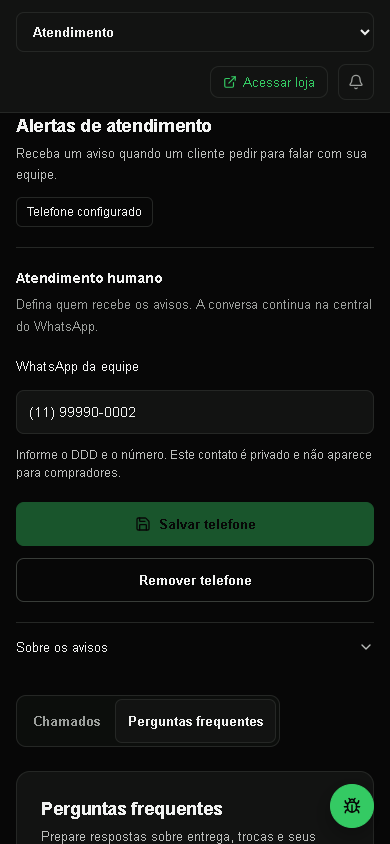 Atendimento
Acessar loja
Alertas de atendimento
Receba um aviso quando um cliente pedir para falar com sua
equipe.
Telefone configurado
Atendimento humano
Defina quem recebe os avisos. A conversa continua na central
do WhatsApp.
WhatsApp da equipe
(11) 99990-0002
Informe o DDD e o número. Este contato é privado e não aparece
para compradores.
Salvar telefone
Remover telefone
Sobre os avisos
Chamados
Perguntas frequentes
Perguntas frequentes
Prepare respostas sobre entrega, trocas e seus